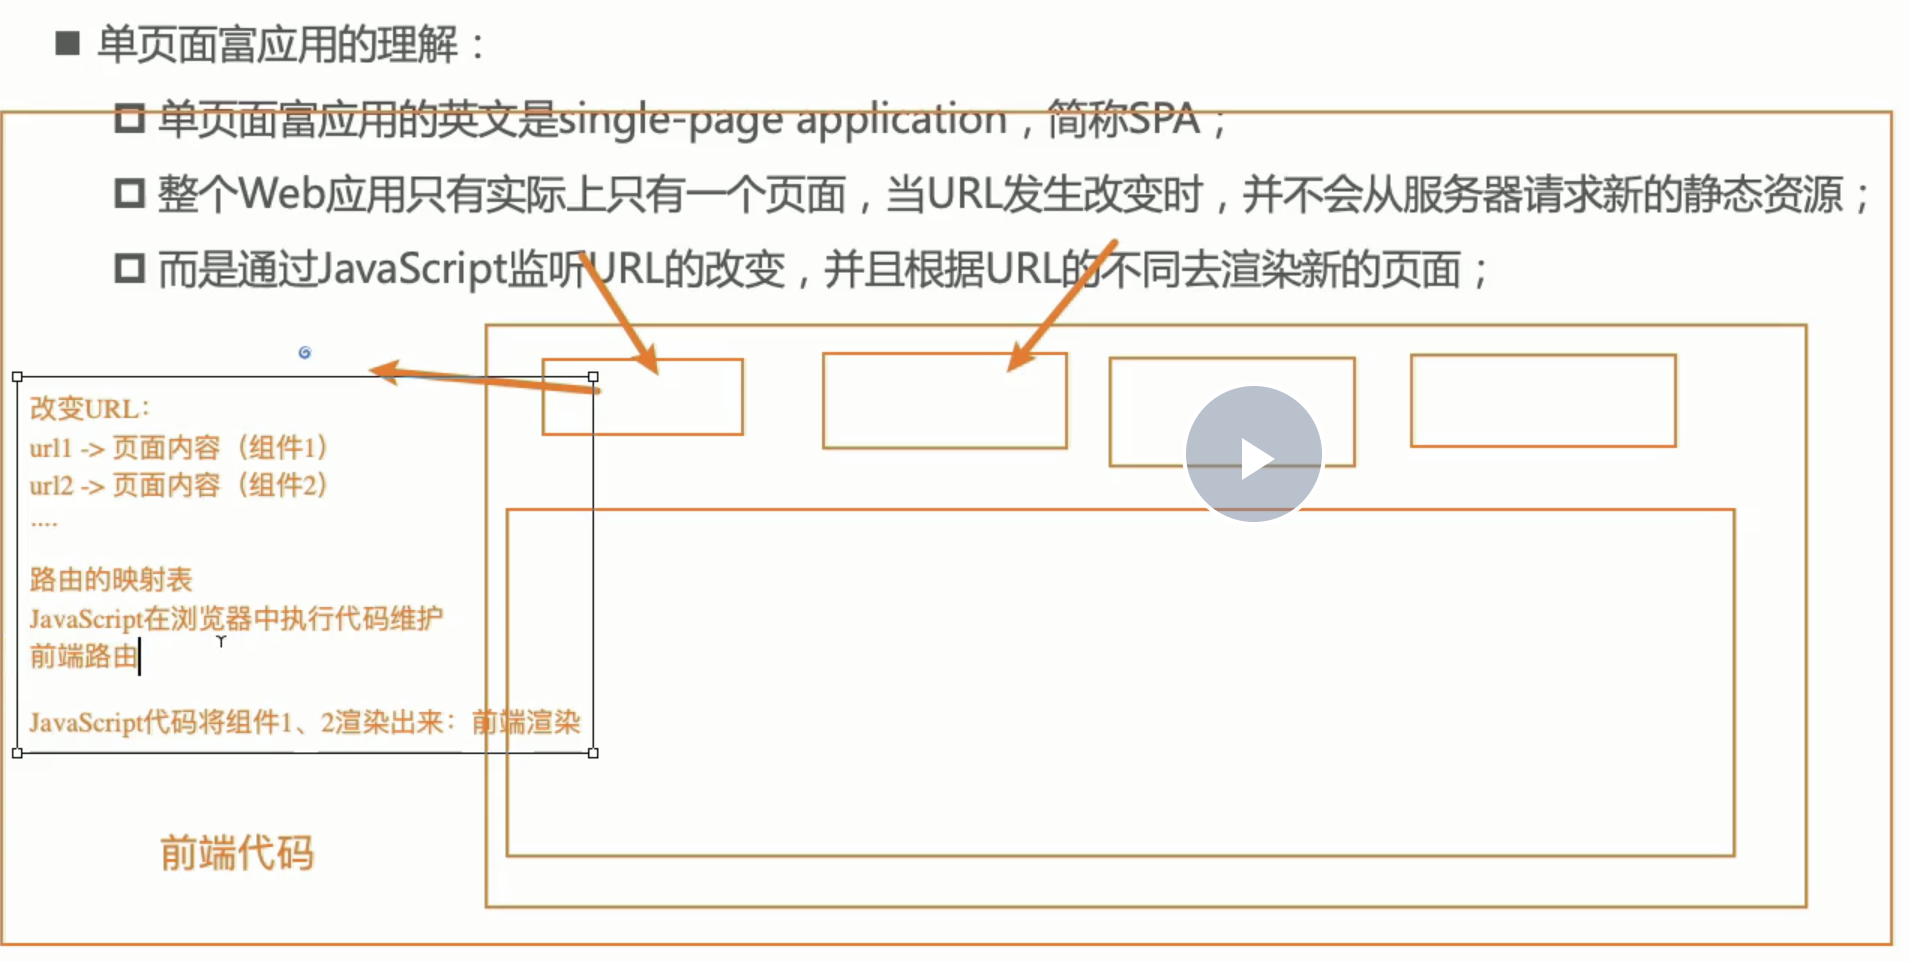 单页面富应用的理解：
单页面富应用的英文是single-page application，简称SPA；
整个Web应用只有实际上只有一个页面，当URL发生改变时，并不会从服务器请求新的静态资源；
而是通过JavaScript监听URL的改变，并且根据URL的不同去渲染新的页面；
改变URL：
url1 -> 页面内容（组件1）
url2 -> 页面内容（组件2）
....
路由的映射表
JavaScript在浏览器中执行代码维护
前端路由
JavaScript代码将组件1、2渲染出来：前端渲染
前端代码